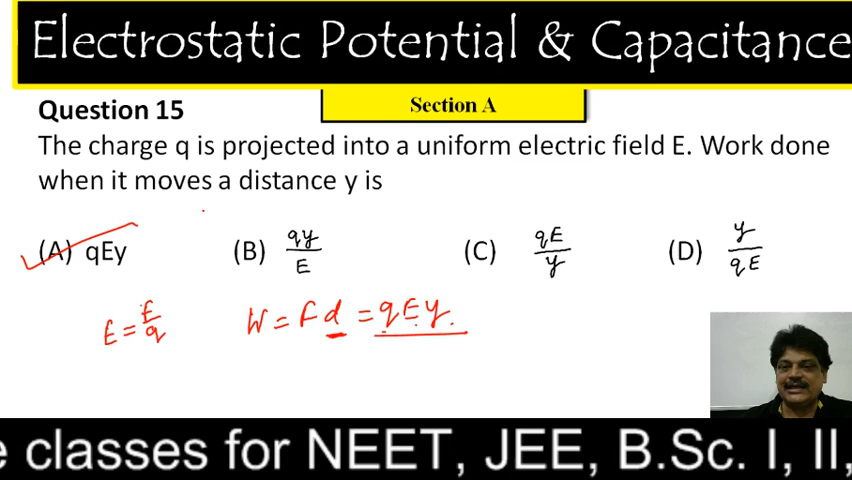 Electrostatic Potential & Capacitance
Section A
Question 15
The charge q is projected into a uniform electric field E. Work done
when it moves a distance y is
(A) qEy (B) qy/E (C) qE/y (D) y/qE
E = F/q W = Fd = qEy.
e classes for NEET, JEE, B.Sc. I, II,